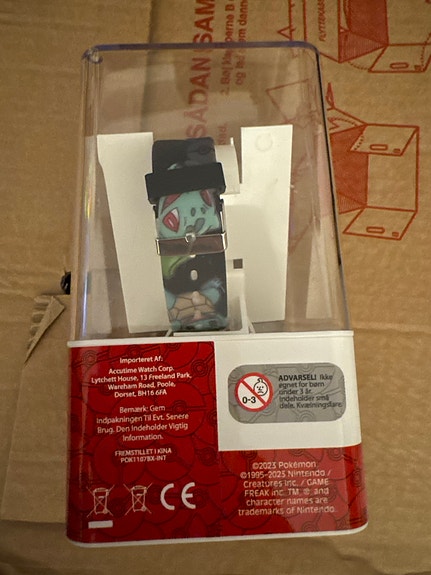 SÅDAN SAM
Importeret Af:
Accutime Watch Corp.
Lytchett House, 13 Freeland Park,
Wareham Road, Poole,
Dorset, BH16 6FA
Bemærk: Gem
Indpakningen Til Evt. Senere
Brug. Den Indeholder Vigtig
Information.
FREMSTILLET I KINA
POK1107BX-INT
CE
0-3
ADVARSEL! Ikke
egnet for børn
under 3 år.
Indeholder små
dele. Kvælningsfare.
©2023 Pokémon.
©1995-2023 Nintendo /
Creatures Inc. / GAME
FREAK inc. TM, ®, and
character names are
trademarks of Nintendo.